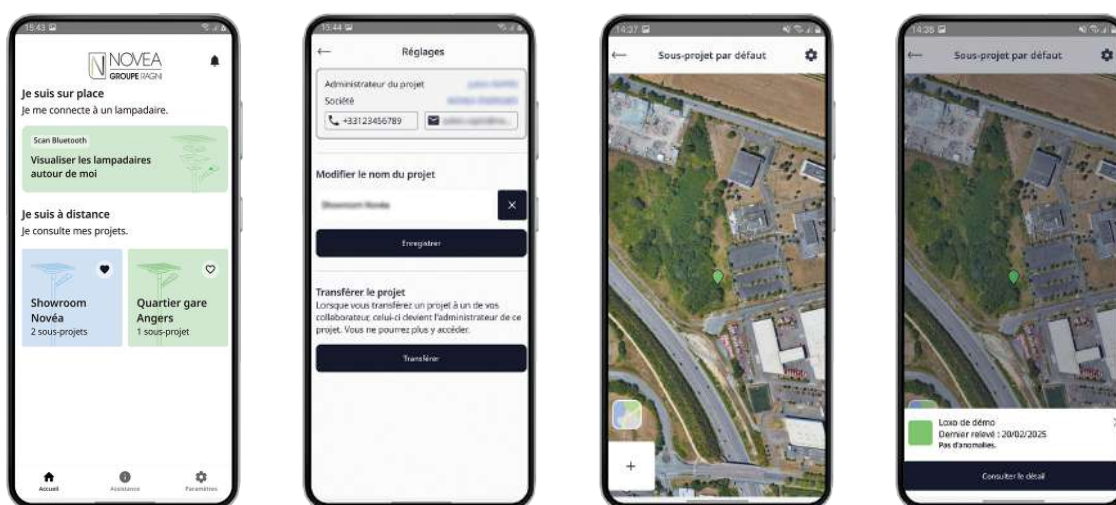 15:43
NOVEA
GROUPE RAGNI
Je suis sur place
Je me connecte à un lampadaire.
Scan Bluetooth
Visualiser les lampadaires
autour de moi
Je suis à distance
Je consulte mes projets.
Showroom
Novéa
2 sous-projets
Quartier gare
Angers
1 sous-projet
Accueil
Assistance
Paramètres
15:44
Réglages
Administrateur du projet
Société
+33123456789
Modifier le nom du projet
Showroom Novéa
Enregistrer
Transférer le projet
Lorsque vous transférez un projet à un de vos
collaborateur, celui-ci devient l'administrateur de ce
projet. Vous ne pourrez plus y accéder.
Transférer
14:37
Sous-projet par défaut
+
14:38
Sous-projet par défaut
Loxo de démo
Dernier relevé : 20/02/2025
Pas d'anomalies.
Consulter le détail